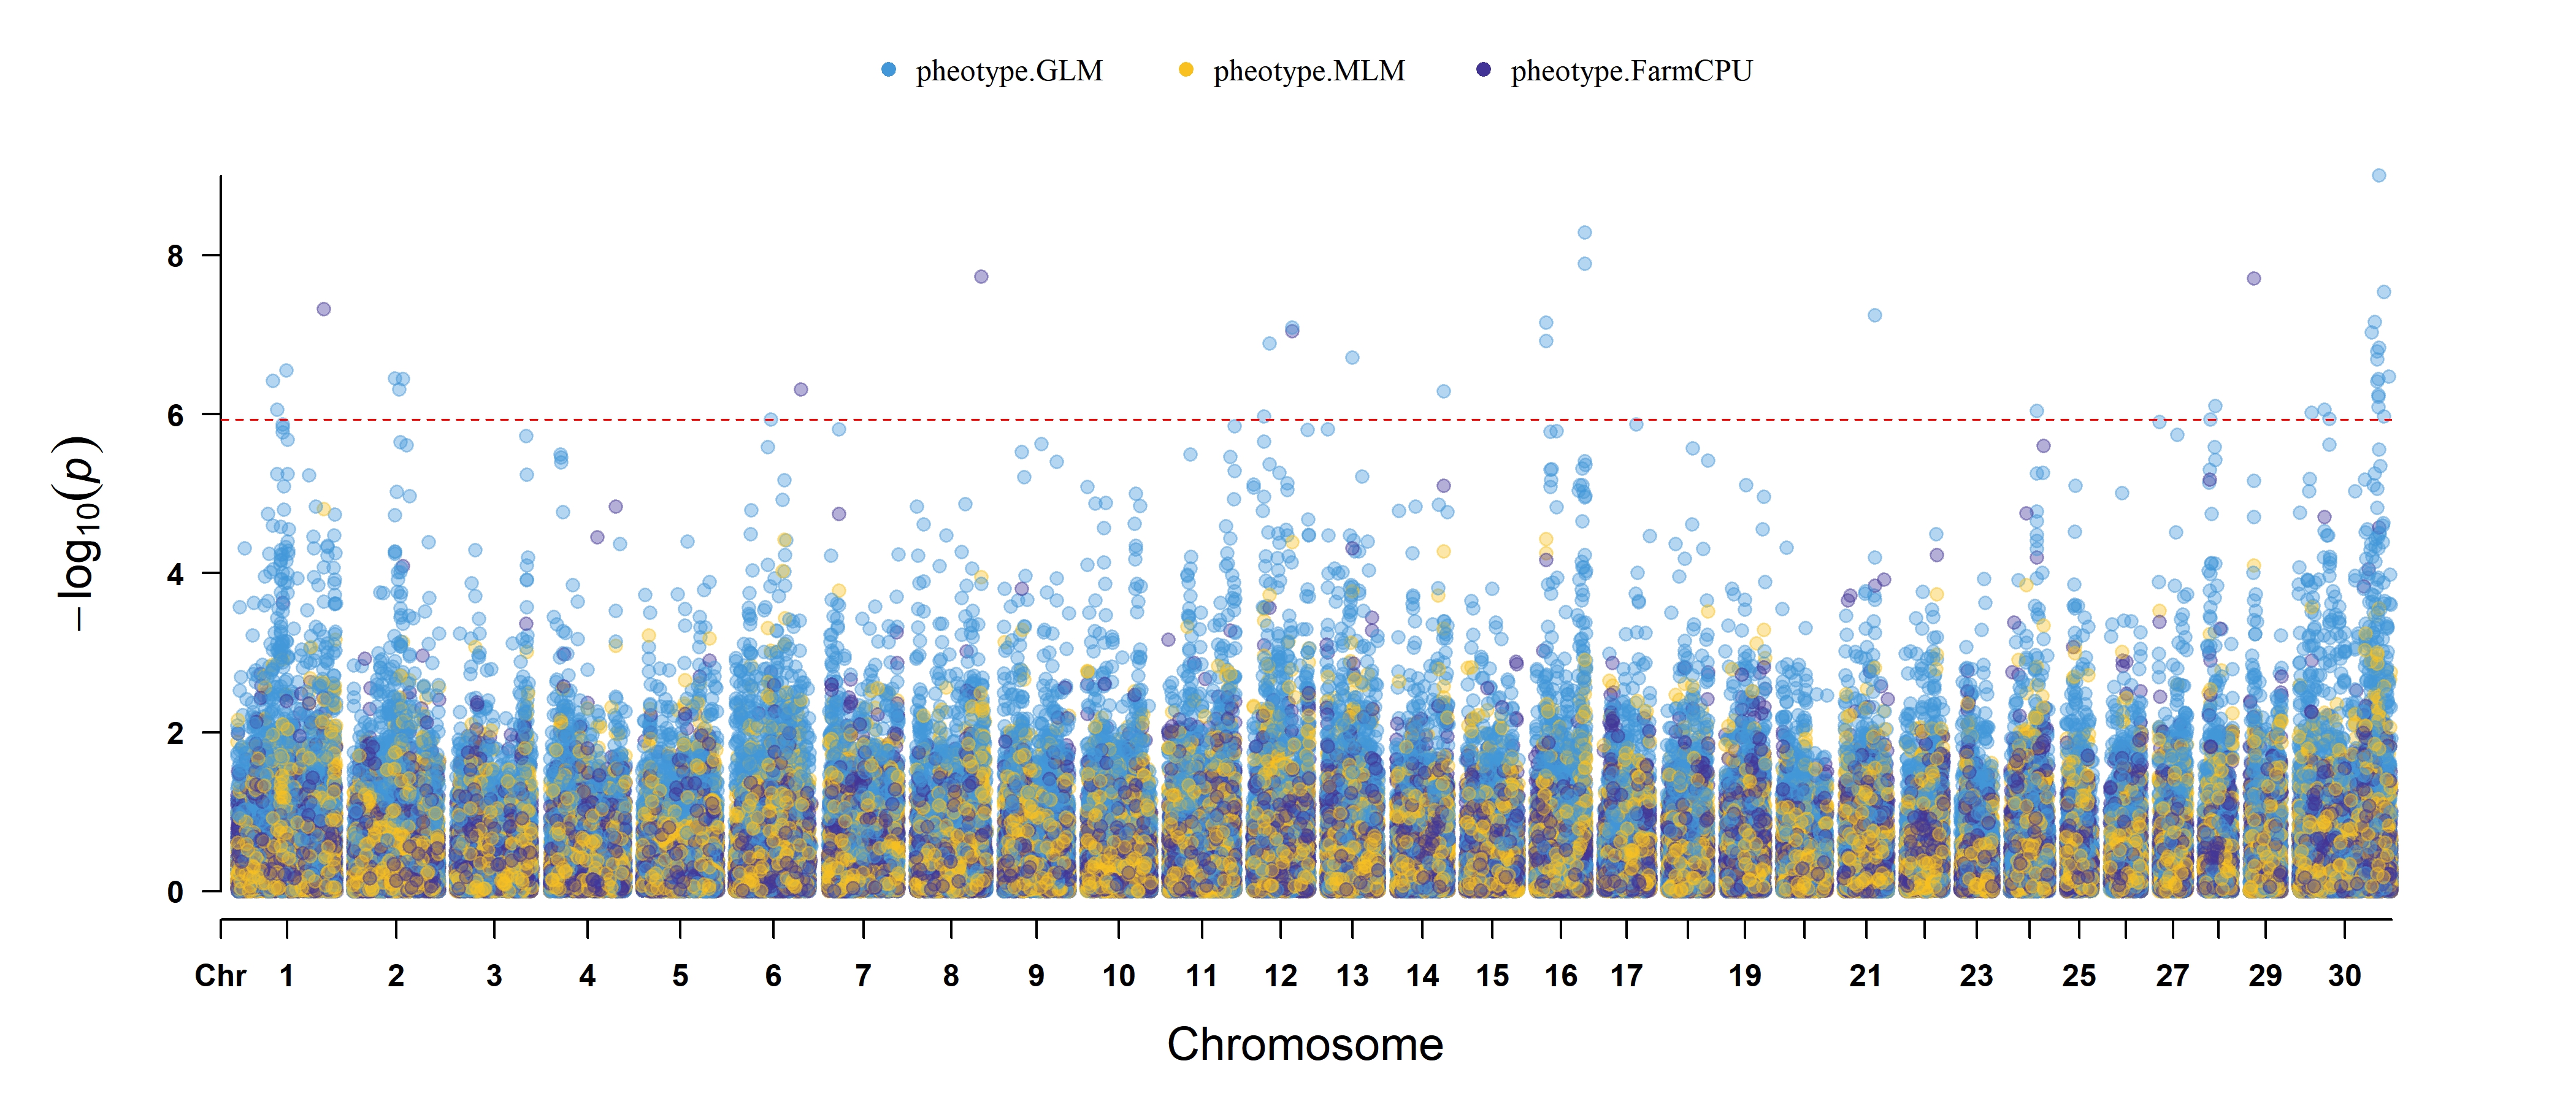 pheotype.GLM pheotype.MLM pheotype.FarmCPU
−log10(p)
8
6
4
2
0
Chr 1 2 3 4 5 6 7 8 9 10 11 12 13 14 15 16 17 19 21 23 25 27 29 30
Chromosome